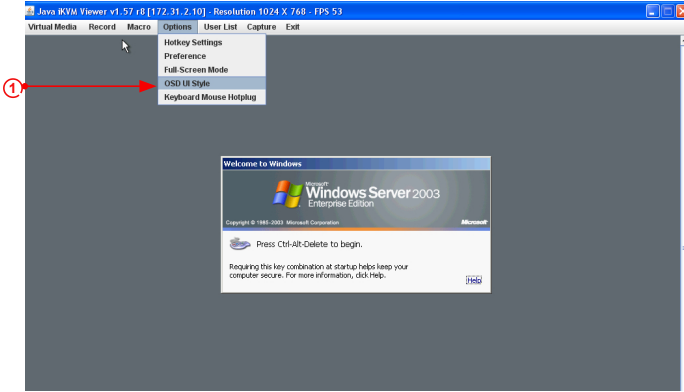 Java iKVM Viewer v1.57 r8 [172.31.2.10] - Resolution 1024 X 768 - FPS 53
Virtual Media Record Macro Options User List Capture Exit
Hotkey Settings
Preference
Full-Screen Mode
OSD UI Style
Keyboard Mouse Hotplug
1
Welcome to Windows
Microsoft
Windows Server 2003
Enterprise Edition
Copyright © 1985-2003 Microsoft Corporation
Microsoft
Press Ctrl-Alt-Delete to begin.
Requiring this key combination at startup helps keep your
computer secure. For more information, click Help.
Help